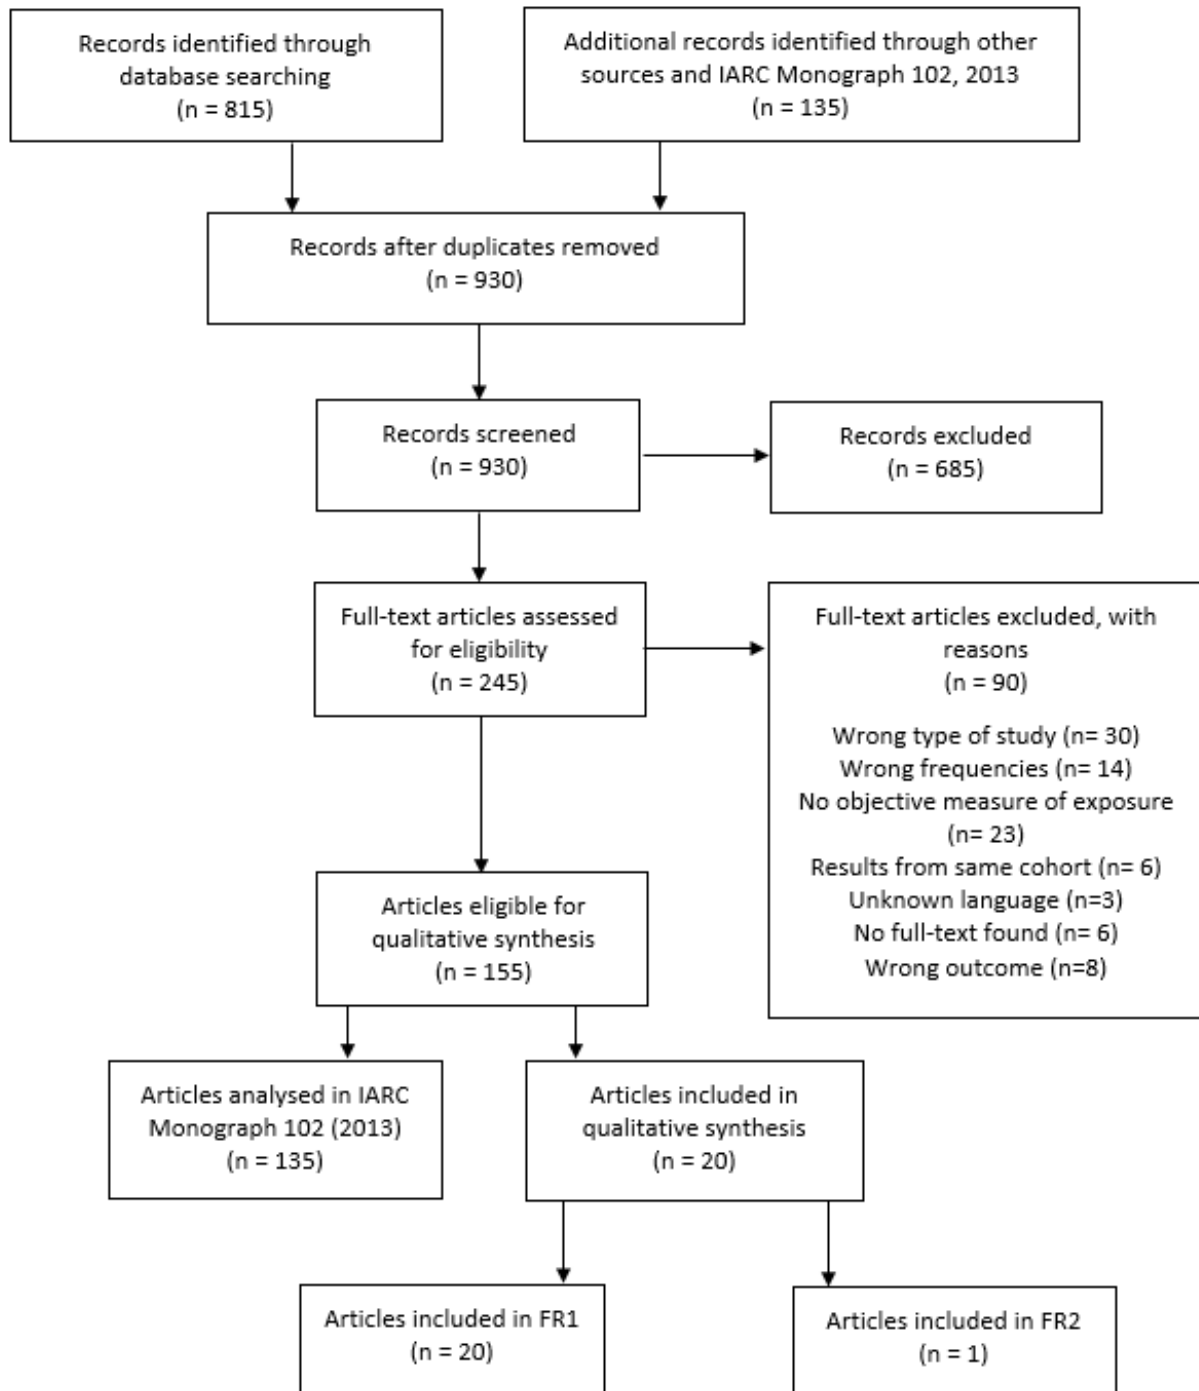 Records identified through
database searching
(n = 815)
Additional records identified through other
sources and IARC Monograph 102, 2013
(n = 135)
Records after duplicates removed
(n = 930)
Records screened
(n = 930)
Records excluded
(n = 685)
Full-text articles assessed
for eligibility
(n = 245)
Full-text articles excluded, with
reasons
(n = 90)
Wrong type of study (n= 30)
Wrong frequencies (n= 14)
No objective measure of exposure
(n= 23)
Results from same cohort (n= 6)
Unknown language (n=3)
No full-text found (n= 6)
Wrong outcome (n=8)
Articles eligible for
qualitative synthesis
(n = 155)
Articles analysed in IARC
Monograph 102 (2013)
(n = 135)
Articles included in
qualitative synthesis
(n = 20)
Articles included in FR1
(n = 20)
Articles included in FR2
(n = 1)